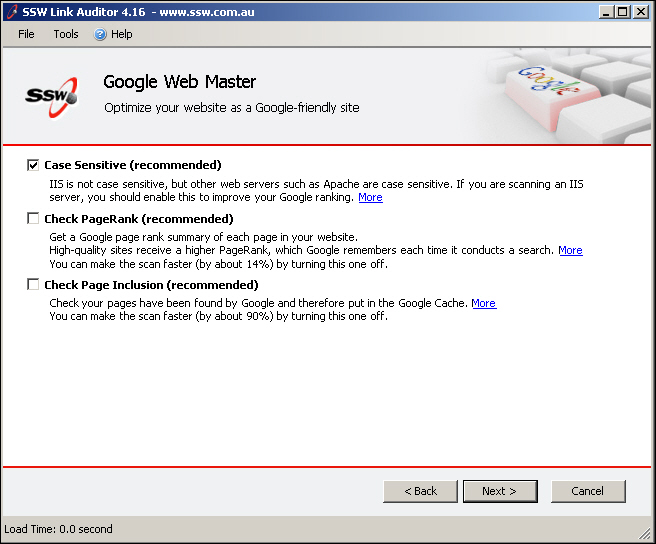 SSW Link Auditor 4.16 - www.ssw.com.au
File Tools Help
SSW
Google Web Master
Optimize your website as a Google-friendly site
Google
Case Sensitive (recommended)
IIS is not case sensitive, but other web servers such as Apache are case sensitive. If you are scanning an IIS
server, you should enable this to improve your Google ranking. More
Check PageRank (recommended)
Get a Google page rank summary of each page in your website.
High-quality sites receive a higher PageRank, which Google remembers each time it conducts a search. More
You can make the scan faster (by about 14%) by turning this one off.
Check Page Inclusion (recommended)
Check your pages have been found by Google and therefore put in the Google Cache. More
You can make the scan faster (by about 90%) by turning this one off.
< Back Next > Cancel
Load Time: 0.0 second